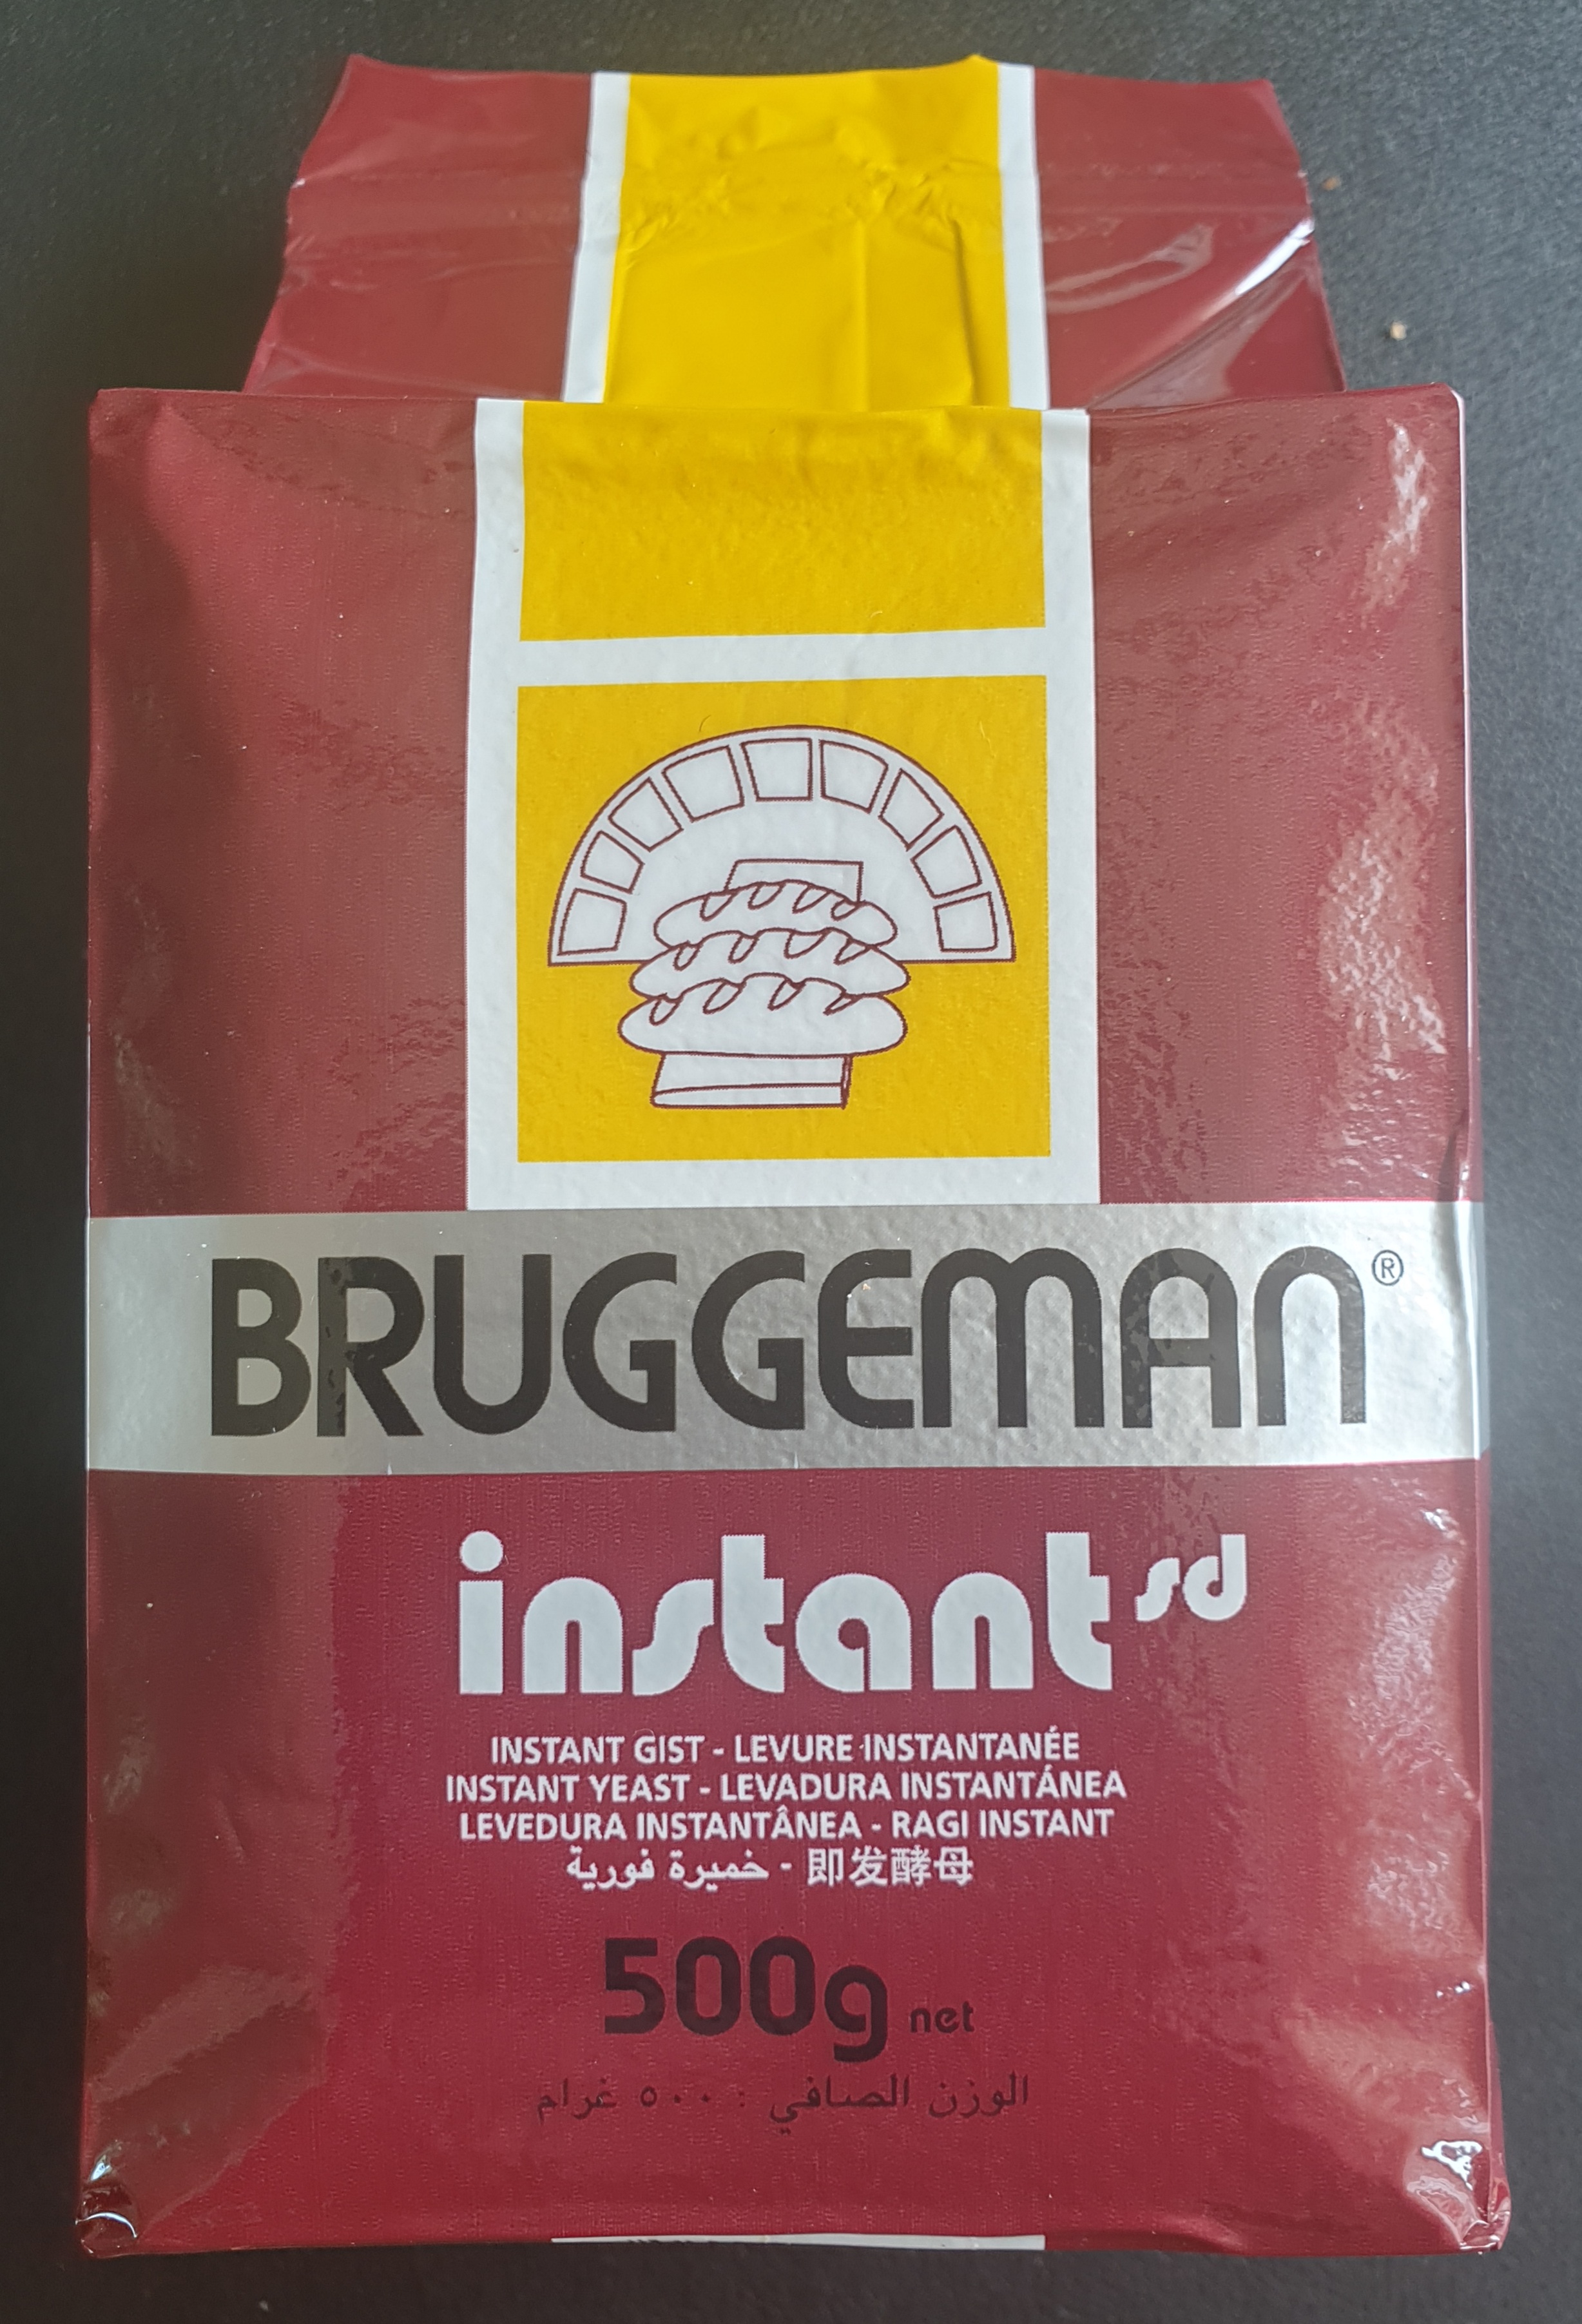 BRUGGEMAN®
instant sd
INSTANT GIST - LEVURE INSTANTANÉE
INSTANT YEAST - LEVADURA INSTANTÁNEA
LEVEDURA INSTANTÂNEA - RAGI INSTANT
خميرة فورية - 即发酵母
500g net
الوزن الصافي : ٥٠٠ غرام